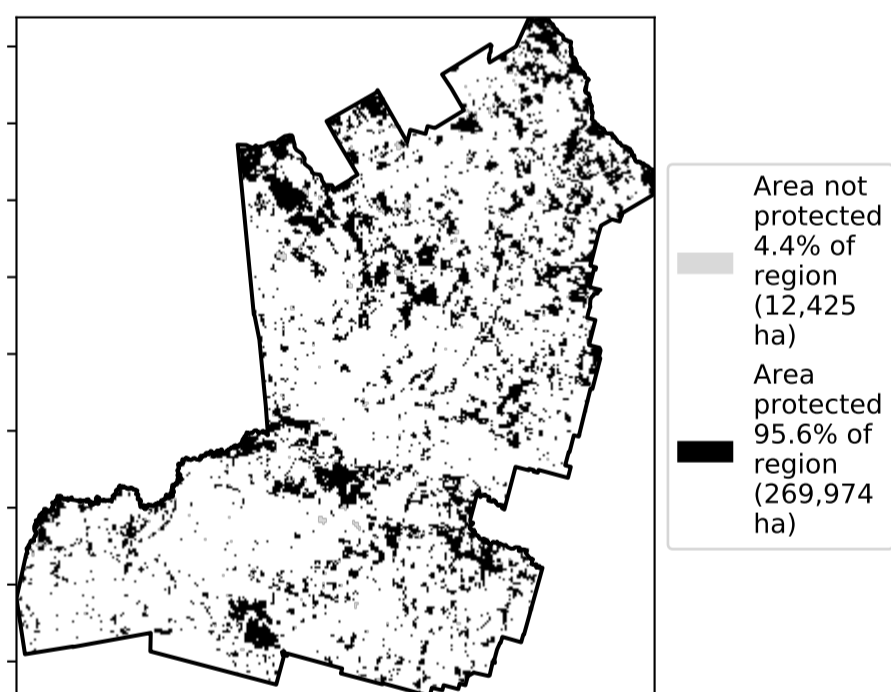 Area not
protected
4.4% of
region
(12,425
ha)
Area
protected
95.6% of
region
(269,974
ha)